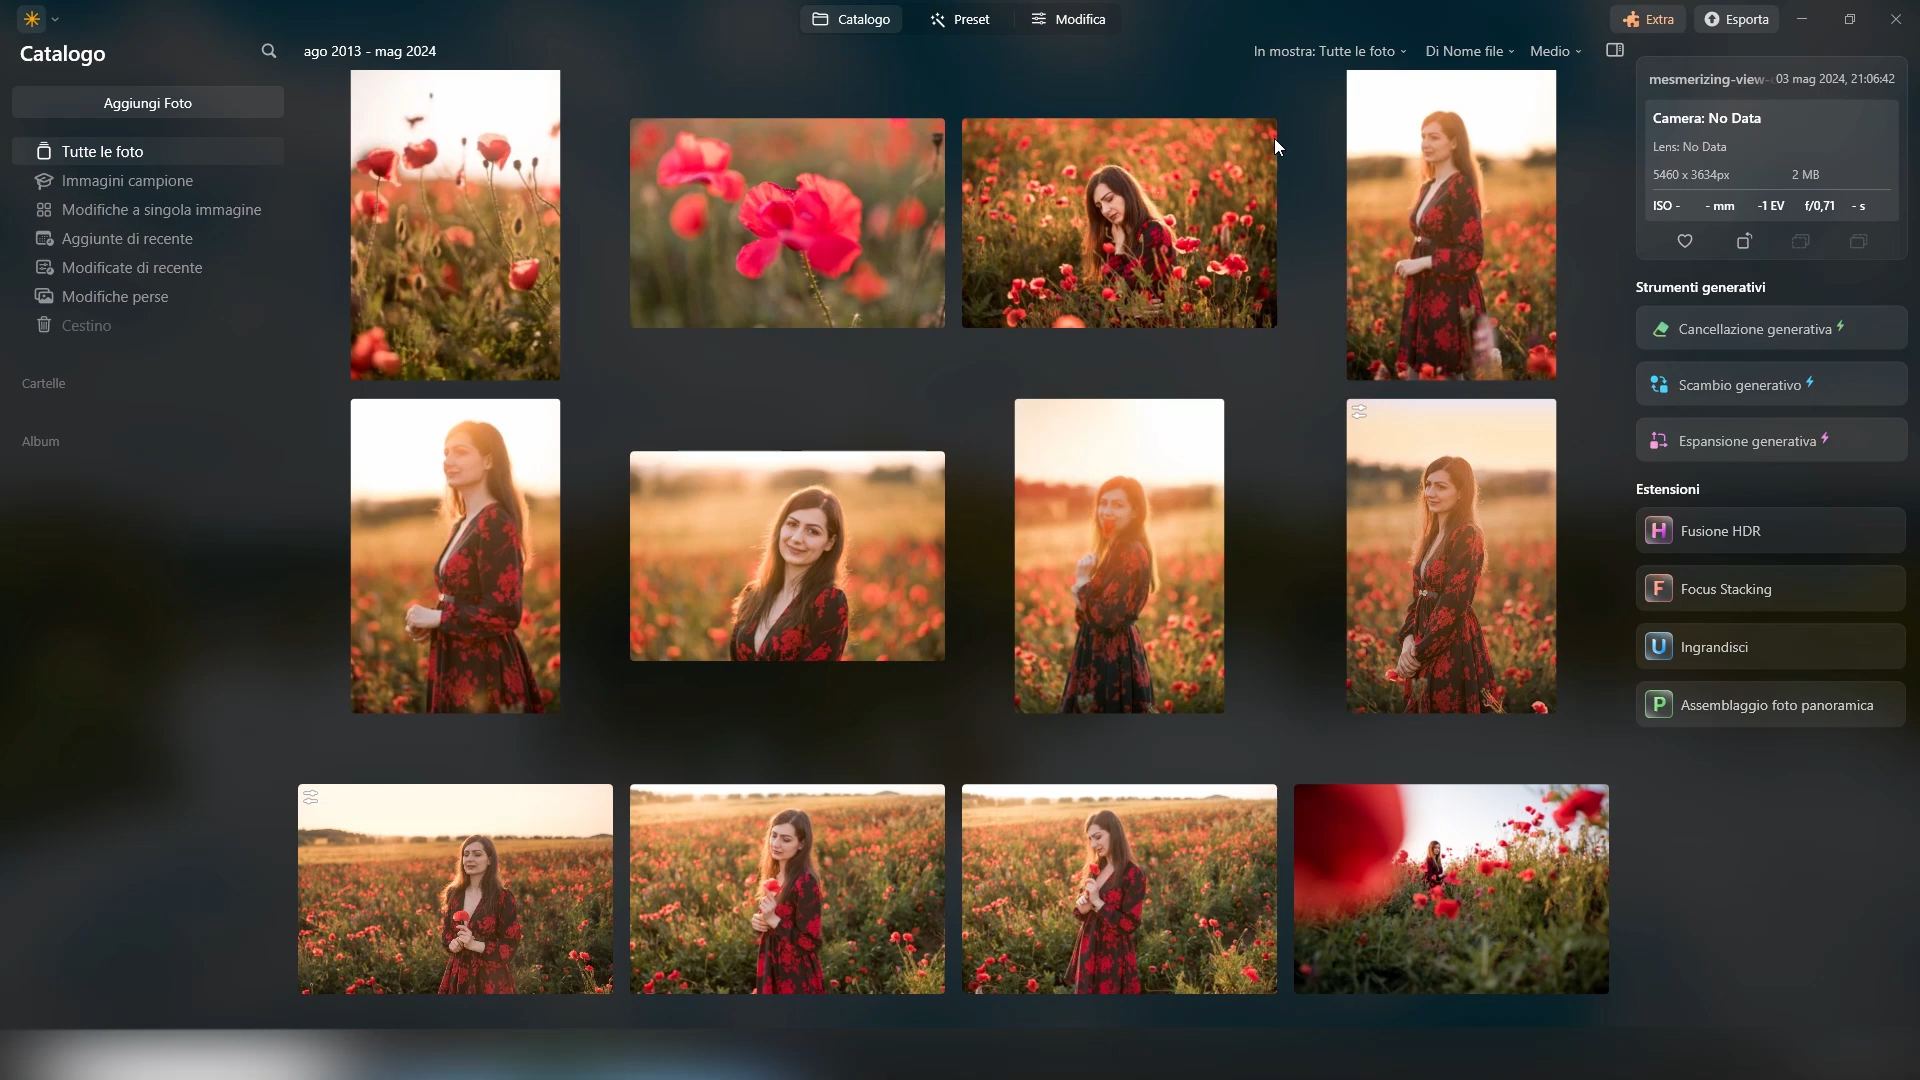 Catalogo
Preset
Modifica
Extra
Esporta
Catalogo
ago 2013 - mag 2024
In mostra: Tutte le foto
Di Nome file
Medio
Aggiungi Foto
Tutte le foto
Immagini campione
Modifiche a singola immagine
Aggiunte di recente
Modificate di recente
Modifiche perse
Cestino
Cartelle
Album
mesmerizing-view- 03 mag 2024, 21:06:42
Camera: No Data
Lens: No Data
5460 x 3634px 2 MB
ISO - - mm -1 EV f/0,71 - s
Strumenti generativi
Cancellazione generativa
Scambio generativo
Espansione generativa
Estensioni
H Fusione HDR
F Focus Stacking
U Ingrandisci
P Assemblaggio foto panoramica